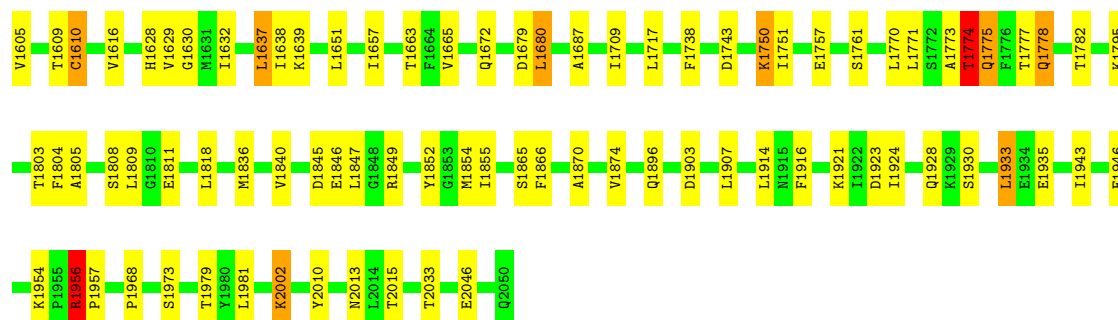 V1605 T1609 C1610 V1616 H1628 V1629 G1630 M1631 I1632 L1637 I1638 K1639 L1651 I1657 T1663 F1664 V1665 Q1672 D1679 L1680 A1687 I1709 L1717 F1738 D1743 K1750 I1751 E1757 S1761 L1770 L1771 S1772 A1773 T1774 Q1775 F1776 T1777 Q1778 T1782 K1795
T1803 F1804 A1805 S1808 L1809 G1810 E1811 L1818 M1836 V1840 D1845 E1846 L1847 G1848 R1849 Y1852 G1853 M1854 I1855 S1865 F1866 A1870 V1874 Q1896 D1903 L1907 L1914 N1915 F1916 K1921 I1922 D1923 I1924 Q1928 K1929 S1930 L1933 E1934 E1935 I1943
K1954 P1955 R1956 P1957 P1968 S1973 T1979 Y1980 L1981 K2002 Y2010 N2013 L2014 T2015 T2033 E2046 Q2050